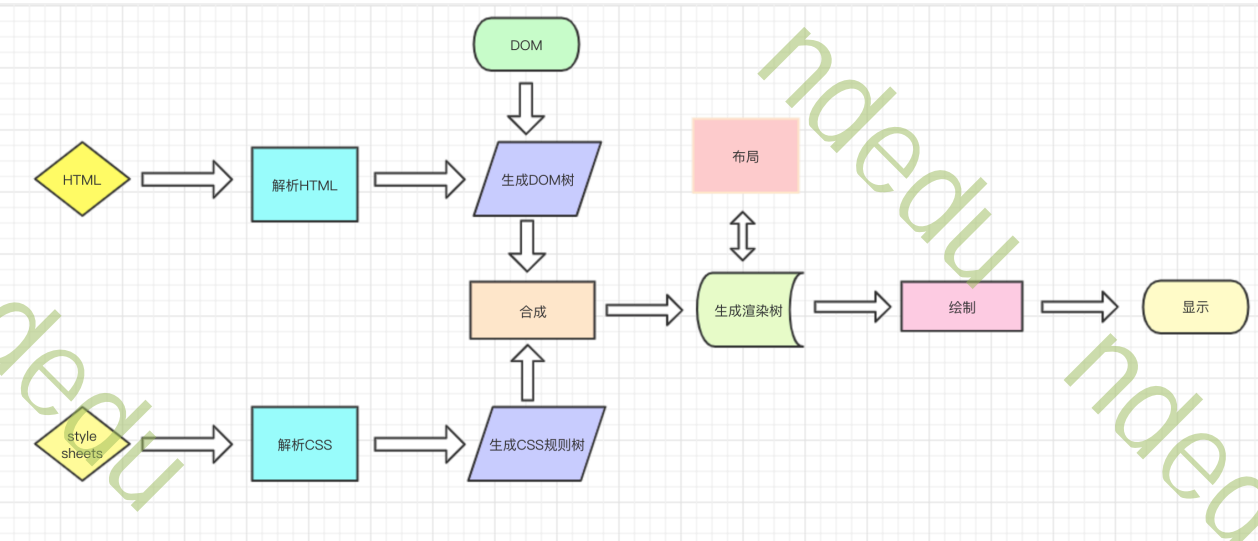 DOM
布局
HTML
解析HTML
生成DOM树
合成
生成渲染树
绘制
显示
style
sheets
解析CSS
生成CSS规则树
ndedu
dedu
nded